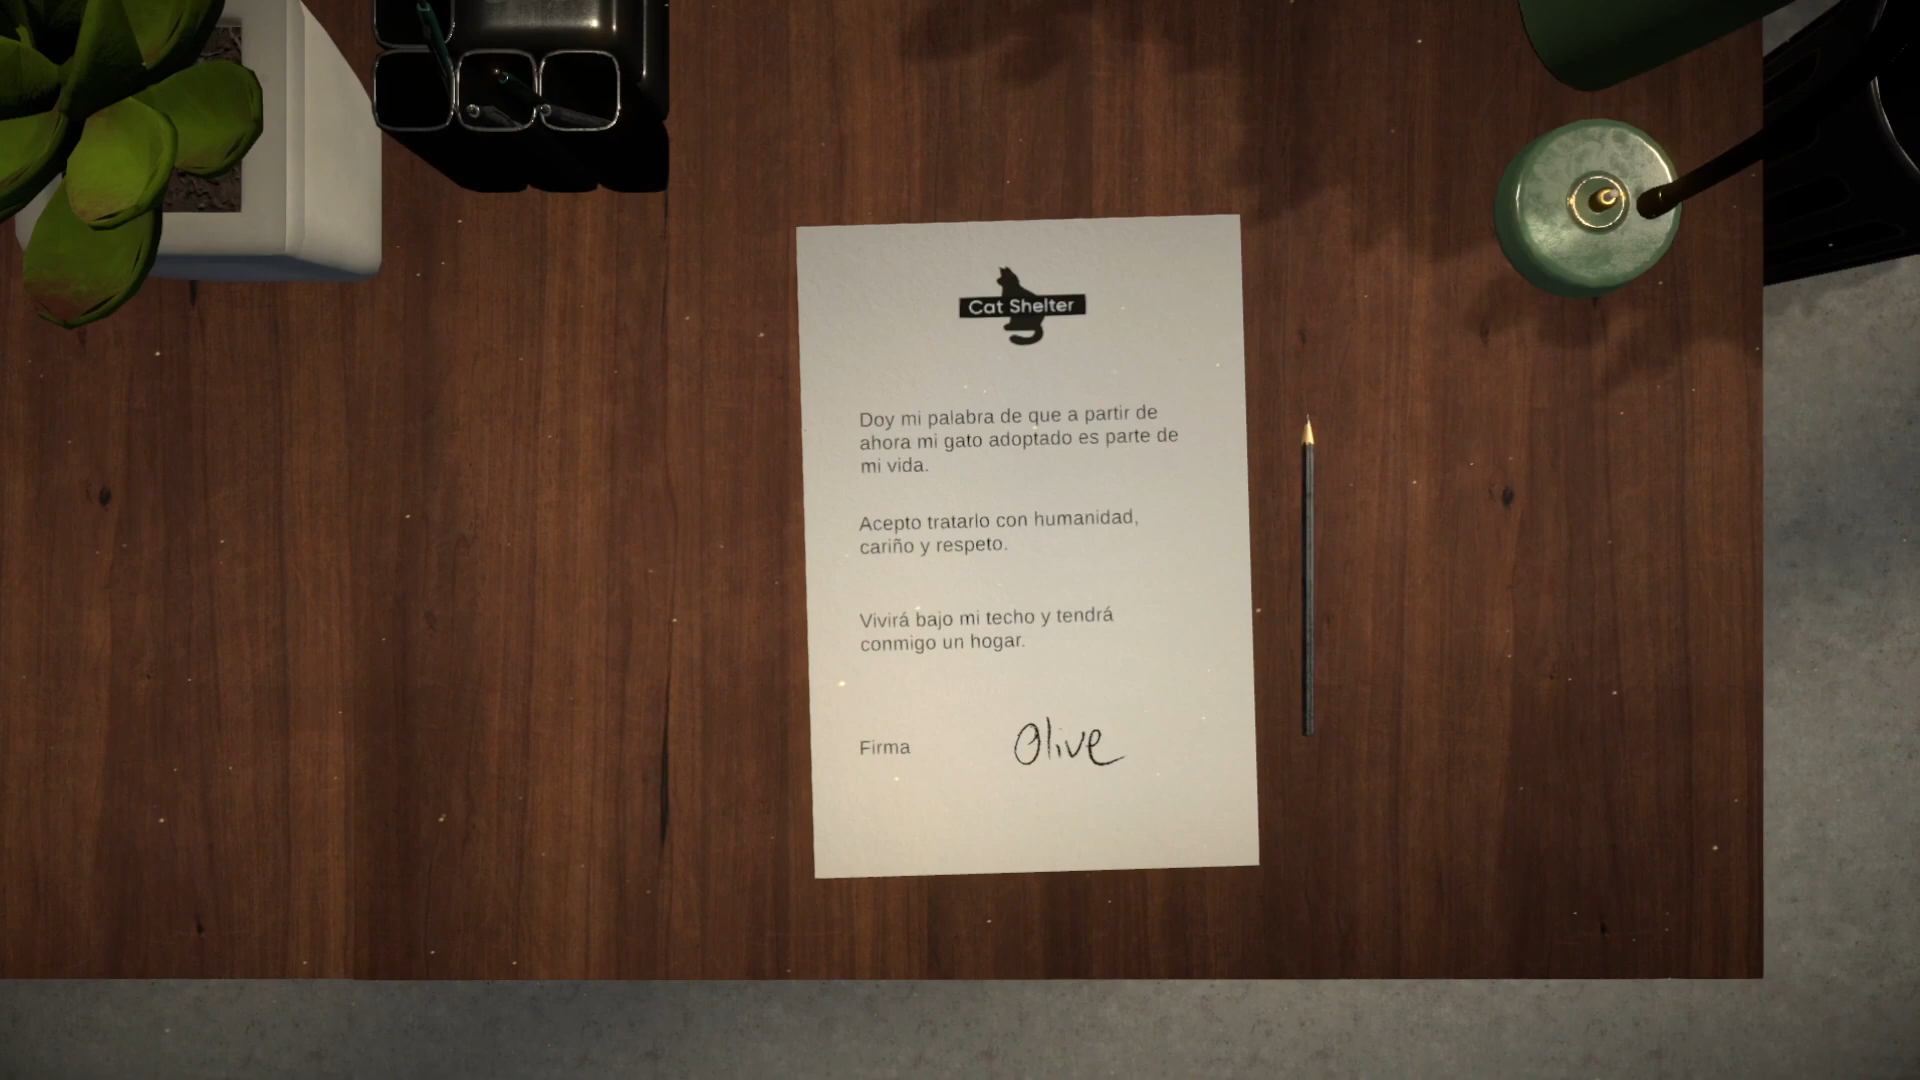 Cat Shelter
Doy mi palabra de que a partir de
ahora mi gato adoptado es parte de
mi vida.
Acepto tratarlo con humanidad,
cariño y respeto.
Vivirá bajo mi techo y tendrá
conmigo un hogar.
Firma Olive